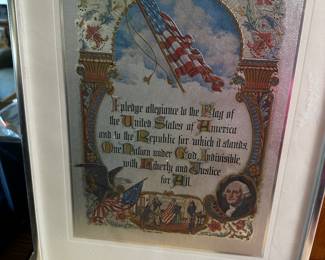 I pledge allegiance to the Flag of
the United States of America
and to the Republic for which it stands,
One Nation under God, Indivisible,
with Liberty and Justice
for All.